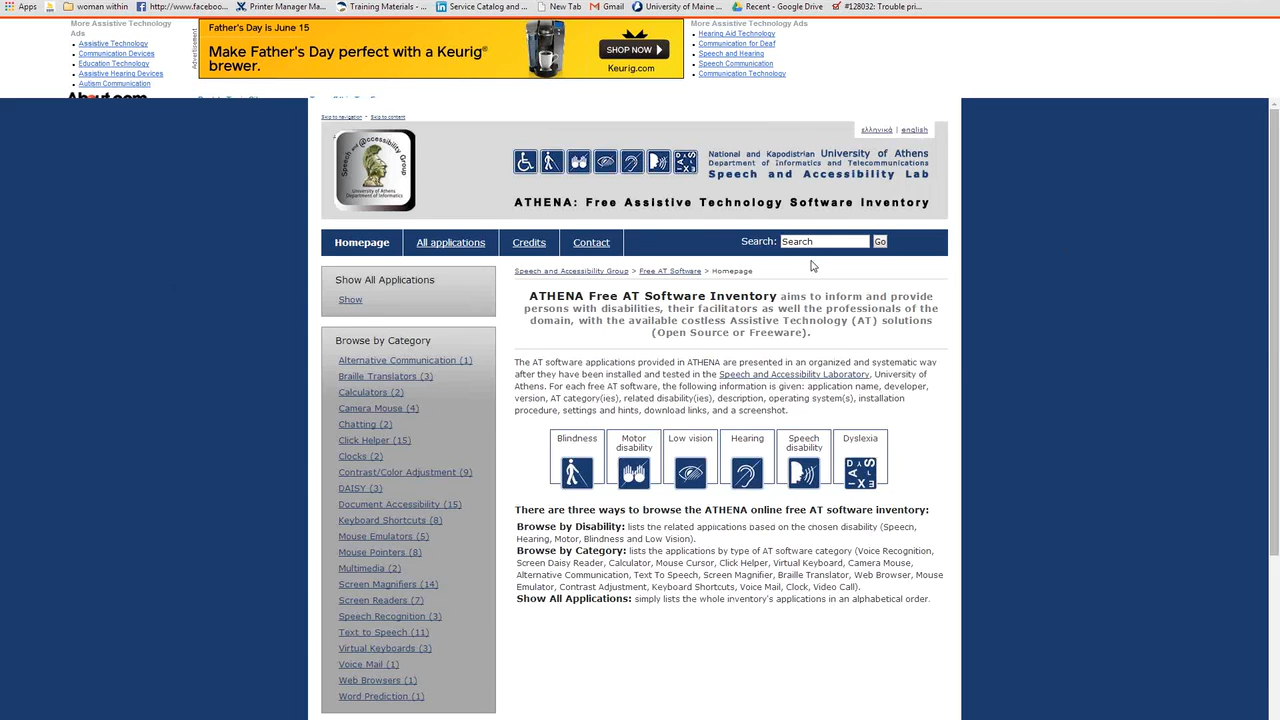 Apps
woman within
http://www.faceboo...
Printer Manager Ma...
Training Materials - ...
Service Catalog and ...
New Tab
Gmail
University of Maine ...
Recent - Google Drive
#128032: Trouble pri...
More Assistive Technology
Ads
Assistive Technology
Communication Devices
Education Technology
Assistive Hearing Devices
Autism Communication
Advertisement
Father's Day is June 15
Make Father's Day perfect with a Keurig®
brewer.
SHOP NOW
Keurig.com
More Assistive Technology Ads
Hearing Aid Technology
Communication for Deaf
Speech and Hearing
Speech Communication
Communication Technology
About.com
Skip to navigation - Skip to content
ελληνικά | english
Speech and @ccessibility Group
University of Athens
Department of Informatics
National and Kapodistrian University of Athens
Department of Informatics and Telecommunications
Speech and Accessibility Lab
ATHENA: Free Assistive Technology Software Inventory
Homepage
All applications
Credits
Contact
Search: Search Go
Show All Applications
Show
Speech and Accessibility Group > Free AT Software > Homepage
ATHENA Free AT Software Inventory aims to inform and provide
persons with disabilities, their facilitators as well the professionals of the
domain, with the available costless Assistive Technology (AT) solutions
(Open Source or Freeware).
Browse by Category
Alternative Communication (1)
Braille Translators (3)
Calculators (2)
Camera Mouse (4)
Chatting (2)
Click Helper (15)
Clocks (2)
Contrast/Color Adjustment (9)
DAISY (3)
Document Accessibility (15)
Keyboard Shortcuts (8)
Mouse Emulators (5)
Mouse Pointers (8)
Multimedia (2)
Screen Magnifiers (14)
Screen Readers (7)
Speech Recognition (3)
Text to Speech (11)
Virtual Keyboards (3)
Voice Mail (1)
Web Browsers (1)
Word Prediction (1)
The AT software applications provided in ATHENA are presented in an organized and systematic way
after they have been installed and tested in the Speech and Accessibility Laboratory, University of
Athens. For each free AT software, the following information is given: application name, developer,
version, AT category(ies), related disability(ies), description, operating system(s), installation
procedure, settings and hints, download links, and a screenshot.
Blindness
Motor
disability
Low vision
Hearing
Speech
disability
Dyslexia
There are three ways to browse the ATHENA online free AT software inventory:
Browse by Disability: lists the related applications based on the chosen disability (Speech,
Hearing, Motor, Blindness and Low Vision).
Browse by Category: lists the applications by type of AT software category (Voice Recognition,
Screen Daisy Reader, Calculator, Mouse Cursor, Click Helper, Virtual Keyboard, Camera Mouse,
Alternative Communication, Text To Speech, Screen Magnifier, Braille Translator, Web Browser, Mouse
Emulator, Contrast Adjustment, Keyboard Shortcuts, Voice Mail, Clock, Video Call).
Show All Applications: simply lists the whole inventory's applications in an alphabetical order.